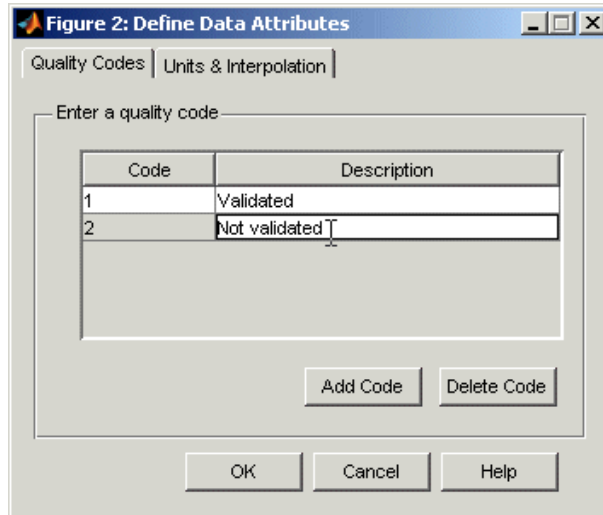 Figure 2: Define Data Attributes
Quality Codes Units & Interpolation
Enter a quality code
Code Description
1 Validated
2 Not validated
Add Code Delete Code
OK Cancel Help